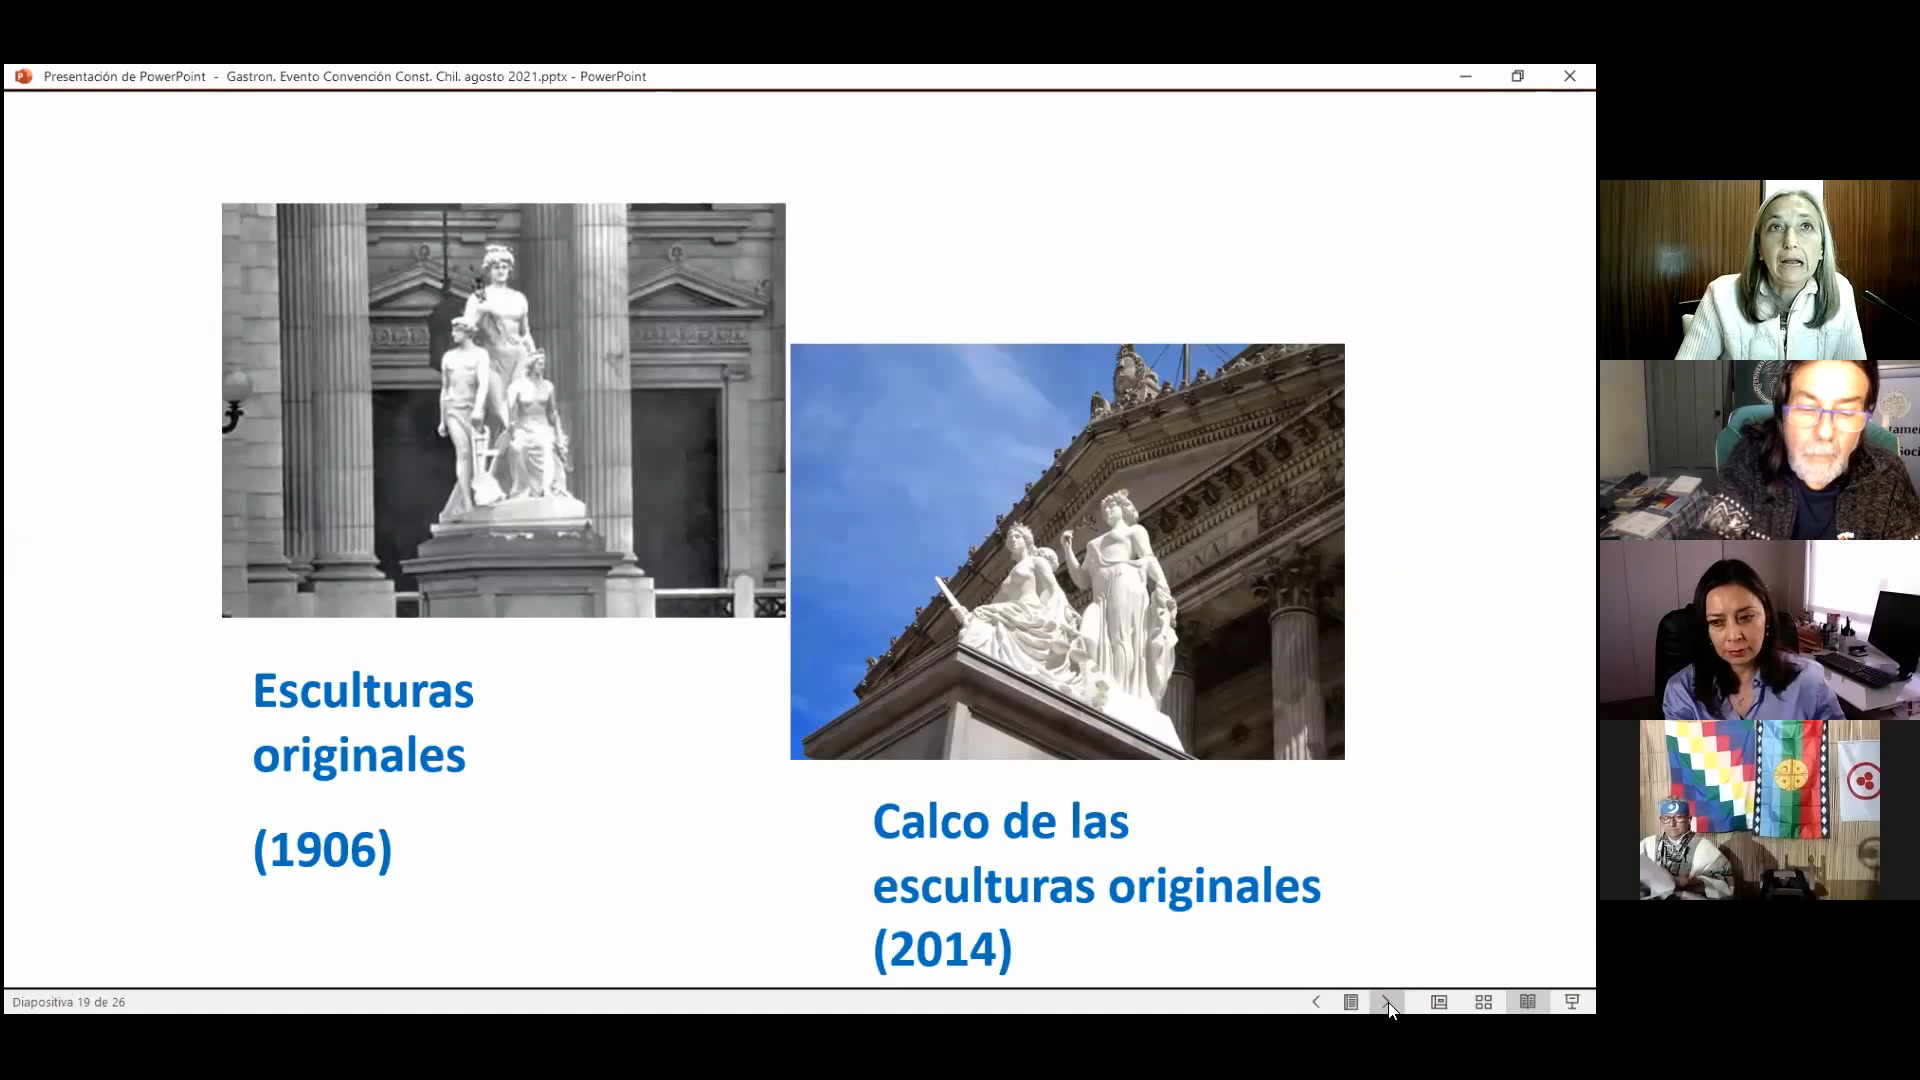 Presentación de PowerPoint - Gastron. Evento Convención Const. Chil. agosto 2021.pptx - PowerPoint
Esculturas
originales
(1906)
Calco de las
esculturas originales
(2014)
Diapositiva 19 de 26